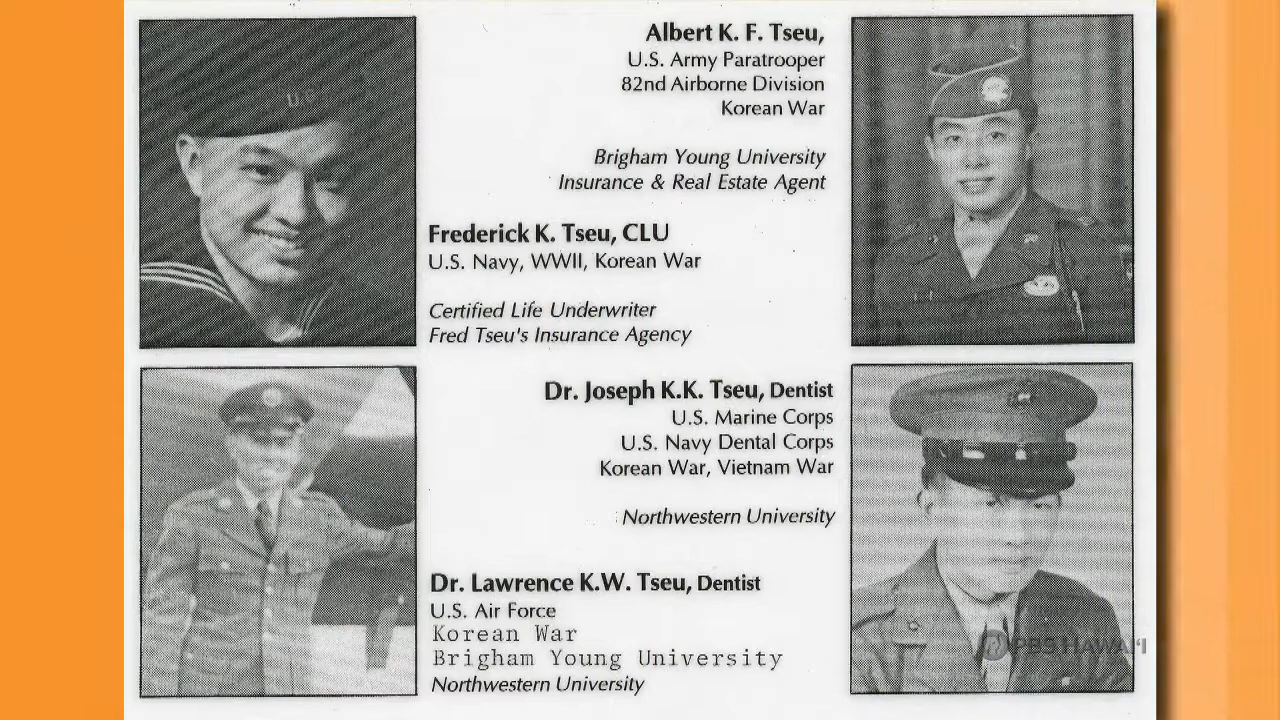 Albert K. F. Tseu,
U.S. Army Paratrooper
82nd Airborne Division
Korean War
Brigham Young University
Insurance & Real Estate Agent
Frederick K. Tseu, CLU
U.S. Navy, WWII, Korean War
Certified Life Underwriter
Fred Tseu's Insurance Agency
Dr. Joseph K.K. Tseu, Dentist
U.S. Marine Corps
U.S. Navy Dental Corps
Korean War, Vietnam War
Northwestern University
Dr. Lawrence K.W. Tseu, Dentist
U.S. Air Force
Korean War
Brigham Young University
Northwestern University
PBS HAWAIʻI